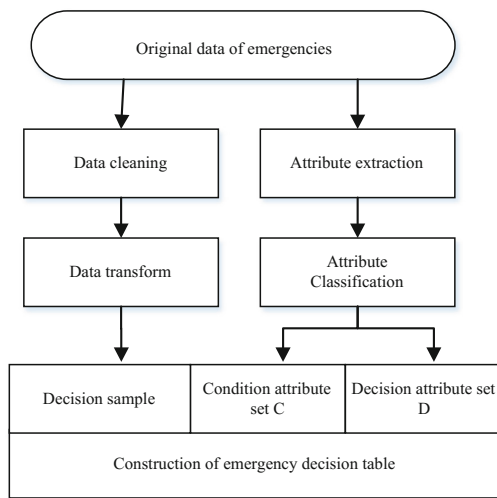 Original data of emergencies
Data cleaning
Attribute extraction
Data transform
Attribute
Classification
Decision sample
Condition attribute
set C
Decision attribute set
D
Construction of emergency decision table